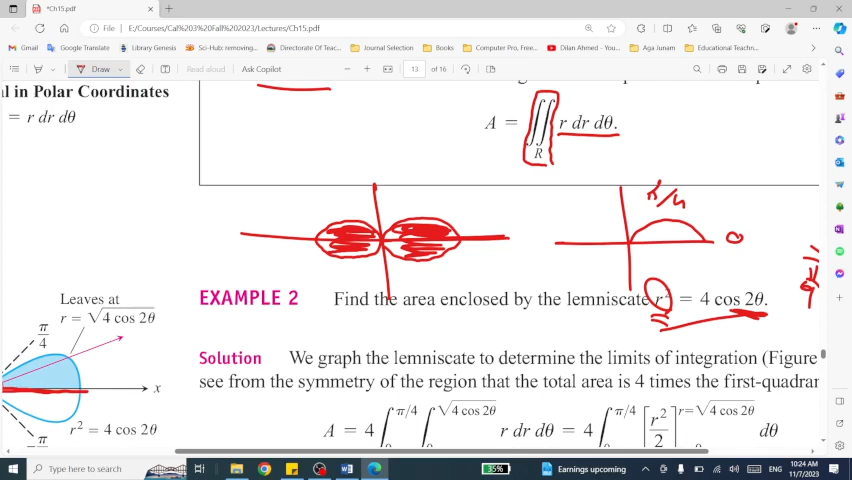 *Ch15.pdf
File | E:/Courses/Cal%203%20Fall%202023/Lectures/Ch15.pdf
Gmail Google Translate Library Genesis Sci-Hub: removing... Directorate Of Teac... Journal Selection Books Computer Pro, Free... Dilan Ahmed. Google... Aga Junam Educational Teachn...
Draw Read aloud Ask Copilot 13 of 16
l in Polar Coordinates
= r dr dθ
A = ∬ r dr dθ.
R
π/4
0
EXAMPLE 2 Find the area enclosed by the lemniscate r² = 4 cos 2θ.
Leaves at
r = √4 cos 2θ
π/4
x
r² = 4 cos 2θ
−π
Solution We graph the lemniscate to determine the limits of integration (Figure
see from the symmetry of the region that the total area is 4 times the first-quadran
A = 4 ∫₀^π/4 ∫₀^√4 cos 2θ r dr dθ = 4 ∫₀^π/4 [r²/2]₀^r=√4 cos 2θ dθ
Type here to search
35%
Earnings upcoming
ENG
10:24 AM
11/7/2023